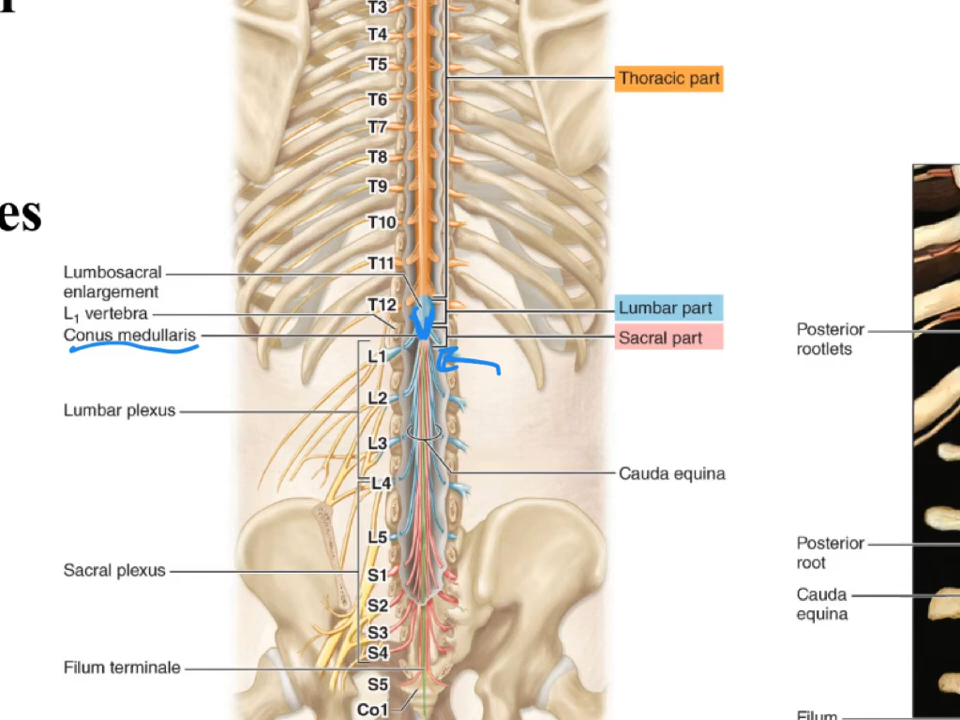 es
T3
T4
T5
T6
T7
T8
T9
T10
T11
T12
L1
L2
L3
L4
L5
S1
S2
S3
S4
S5
Co1
Lumbosacral
enlargement
L1 vertebra
Conus medullaris
Lumbar plexus
Sacral plexus
Filum terminale
Thoracic part
Lumbar part
Sacral part
Cauda equina
Posterior
rootlets
Posterior
root
Cauda
equina
Filum